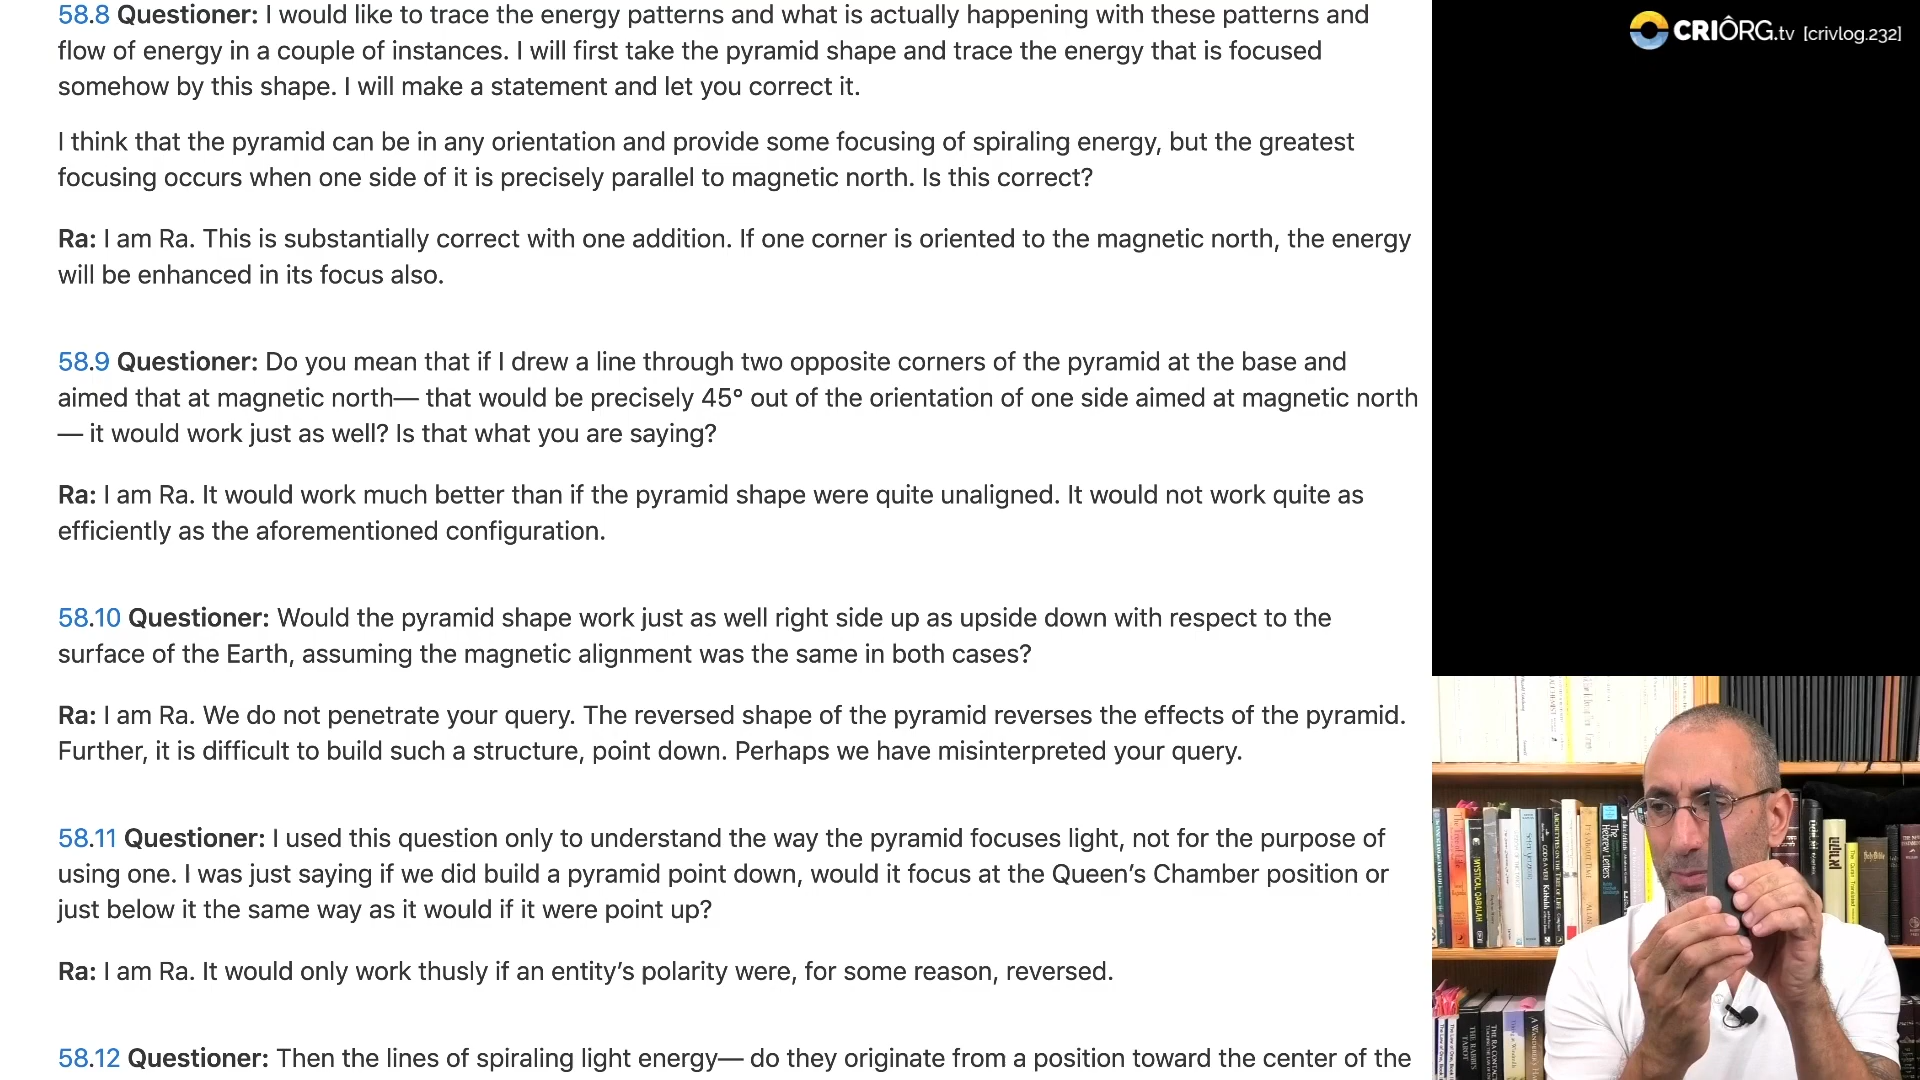 58.8 Questioner: I would like to trace the energy patterns and what is actually happening with these patterns and
flow of energy in a couple of instances. I will first take the pyramid shape and trace the energy that is focused
somehow by this shape. I will make a statement and let you correct it.
I think that the pyramid can be in any orientation and provide some focusing of spiraling energy, but the greatest
focusing occurs when one side of it is precisely parallel to magnetic north. Is this correct?
Ra: I am Ra. This is substantially correct with one addition. If one corner is oriented to the magnetic north, the energy
will be enhanced in its focus also.
58.9 Questioner: Do you mean that if I drew a line through two opposite corners of the pyramid at the base and
aimed that at magnetic north— that would be precisely 45° out of the orientation of one side aimed at magnetic north
— it would work just as well? Is that what you are saying?
Ra: I am Ra. It would work much better than if the pyramid shape were quite unaligned. It would not work quite as
efficiently as the aforementioned configuration.
58.10 Questioner: Would the pyramid shape work just as well right side up as upside down with respect to the
surface of the Earth, assuming the magnetic alignment was the same in both cases?
Ra: I am Ra. We do not penetrate your query. The reversed shape of the pyramid reverses the effects of the pyramid.
Further, it is difficult to build such a structure, point down. Perhaps we have misinterpreted your query.
58.11 Questioner: I used this question only to understand the way the pyramid focuses light, not for the purpose of
using one. I was just saying if we did build a pyramid point down, would it focus at the Queen’s Chamber position or
just below it the same way as it would if it were point up?
Ra: I am Ra. It would only work thusly if an entity’s polarity were, for some reason, reversed.
58.12 Questioner: Then the lines of spiraling light energy— do they originate from a position toward the center of the
CRIÔRG.tv [crivlog.232]
MYSTICAL QABALAH
The Hebrew Letters
THE RA CONTACT